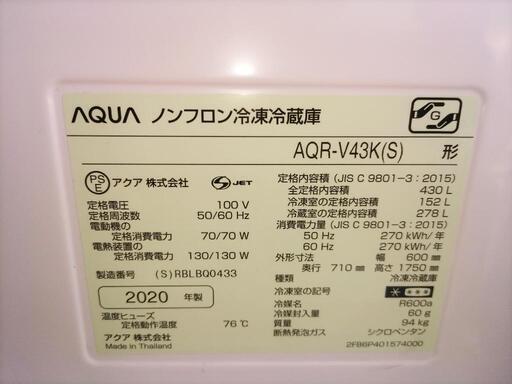 AQUA ノンフロン冷凍冷蔵庫
G
AQR-V43K(S) 形
PS
E
アクア 株式会社
S JET
定格電圧 100 V
定格周波数 50/60 Hz
電動機の
定格消費電力 70/70 W
電熱装置の
定格消費電力 130/130 W
製造番号 (S)RBLBQ0433
2020 年製
温度ヒューズ
定格動作温度 76℃
アクア 株式会社
Made in Thailand
定格内容積 (JIS C 9801-3 : 2015)
全定格内容積 430 L
冷凍室の定格内容積 152 L
冷蔵室の定格内容積 278 L
消費電力量 (JIS C 9801-3 : 2015)
50 Hz 270 kWh/年
60 Hz 270 kWh/年
外形寸法 幅 600 mm
奥行 710 mm 高さ 1750 mm
種類 冷凍冷蔵庫
冷凍室の記号
冷媒名 R600a
冷媒封入量 60 g
質量 94 kg
断熱発泡ガス シクロペンタン
2FB6P401574000